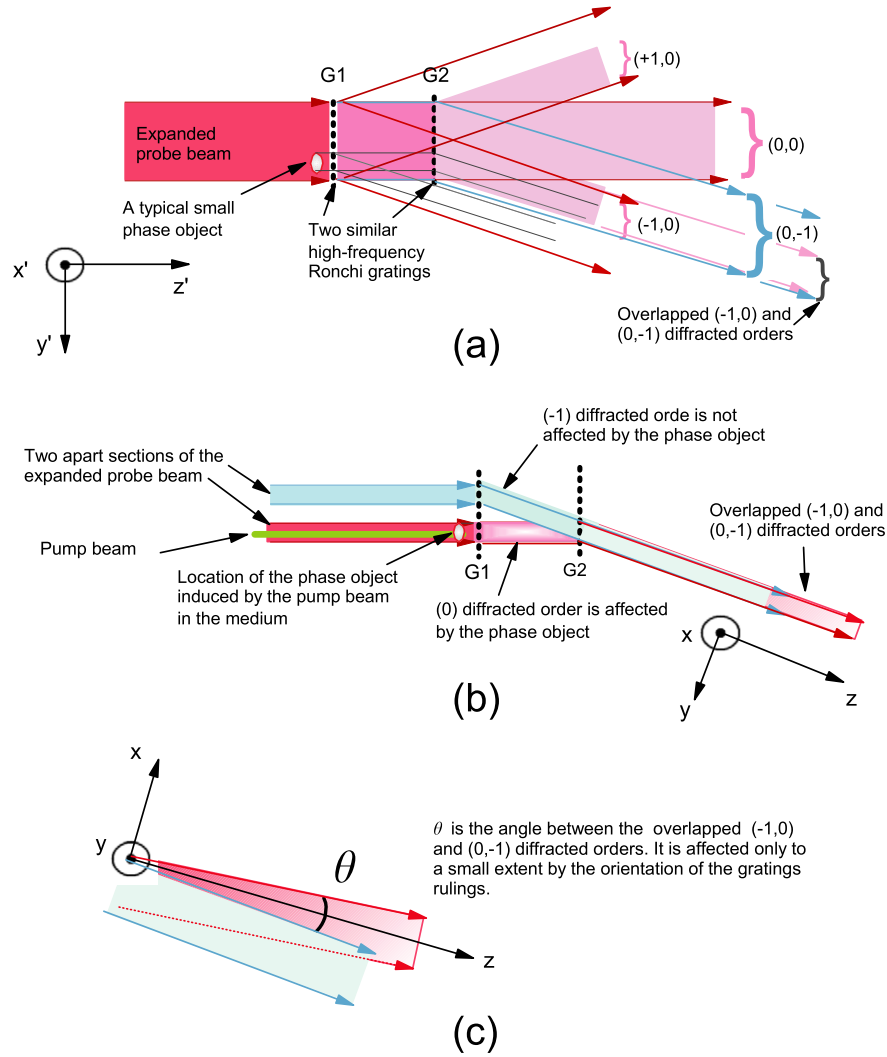 G1
G2
(+1,0)
Expanded
probe beam
(0,0)
A typical small
phase object
Two similar
high-frequency
Ronchi gratings
(-1,0)
(0,-1)
x'
z'
y'
Overlapped (-1,0) and
(0,-1) diffracted orders
(a)
(-1) diffracted orde is not
affected by the phase object
Two apart sections of the
expanded probe beam
Overlapped (-1,0) and
(0,-1) diffracted orders
Pump beam
Location of the phase object
induced by the pump beam
in the medium
G1
G2
(0) diffracted order is affected
by the phase object
x
z
y
(b)
x
y
θ
z
θ is the angle between the overlapped (-1,0)
and (0,-1) diffracted orders. It is affected only to
a small extent by the orientation of the gratings
rulings.
(c)